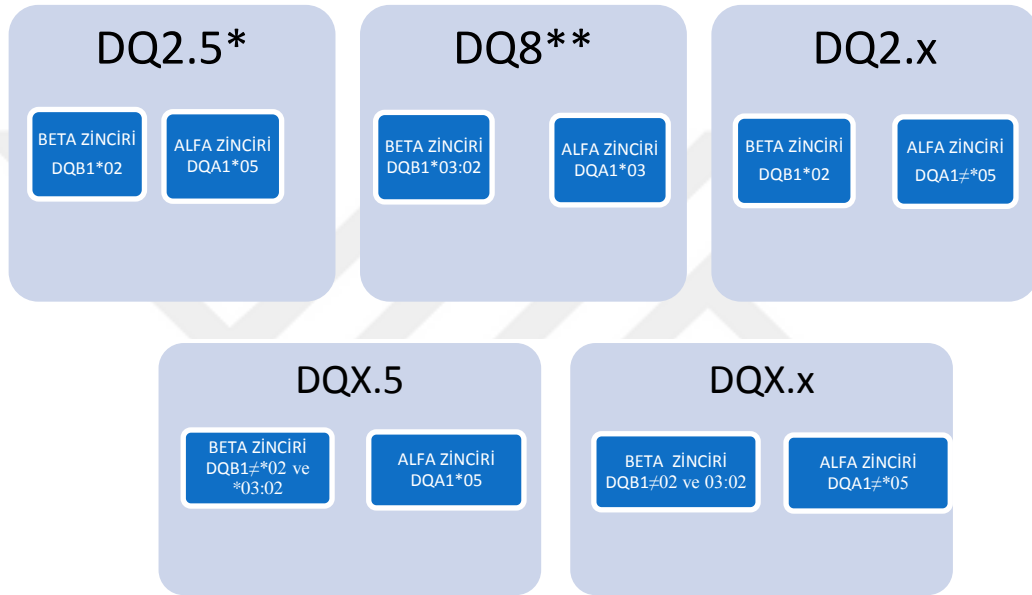 DQ2.5*
BETA ZİNCİRİ
DQB1*02
ALFA ZİNCİRİ
DQA1*05
DQ8**
BETA ZİNCİRİ
DQB1*03:02
ALFA ZİNCİRİ
DQA1*03
DQ2.x
BETA ZİNCİRİ
DQB1*02
ALFA ZİNCİRİ
DQA1≠*05
DQX.5
BETA ZİNCİRİ
DQB1≠*02 ve
*03:02
ALFA ZİNCİRİ
DQA1*05
DQX.x
BETA ZİNCİRİ
DQB1≠02 ve 03:02
ALFA ZİNCİRİ
DQA1≠*05